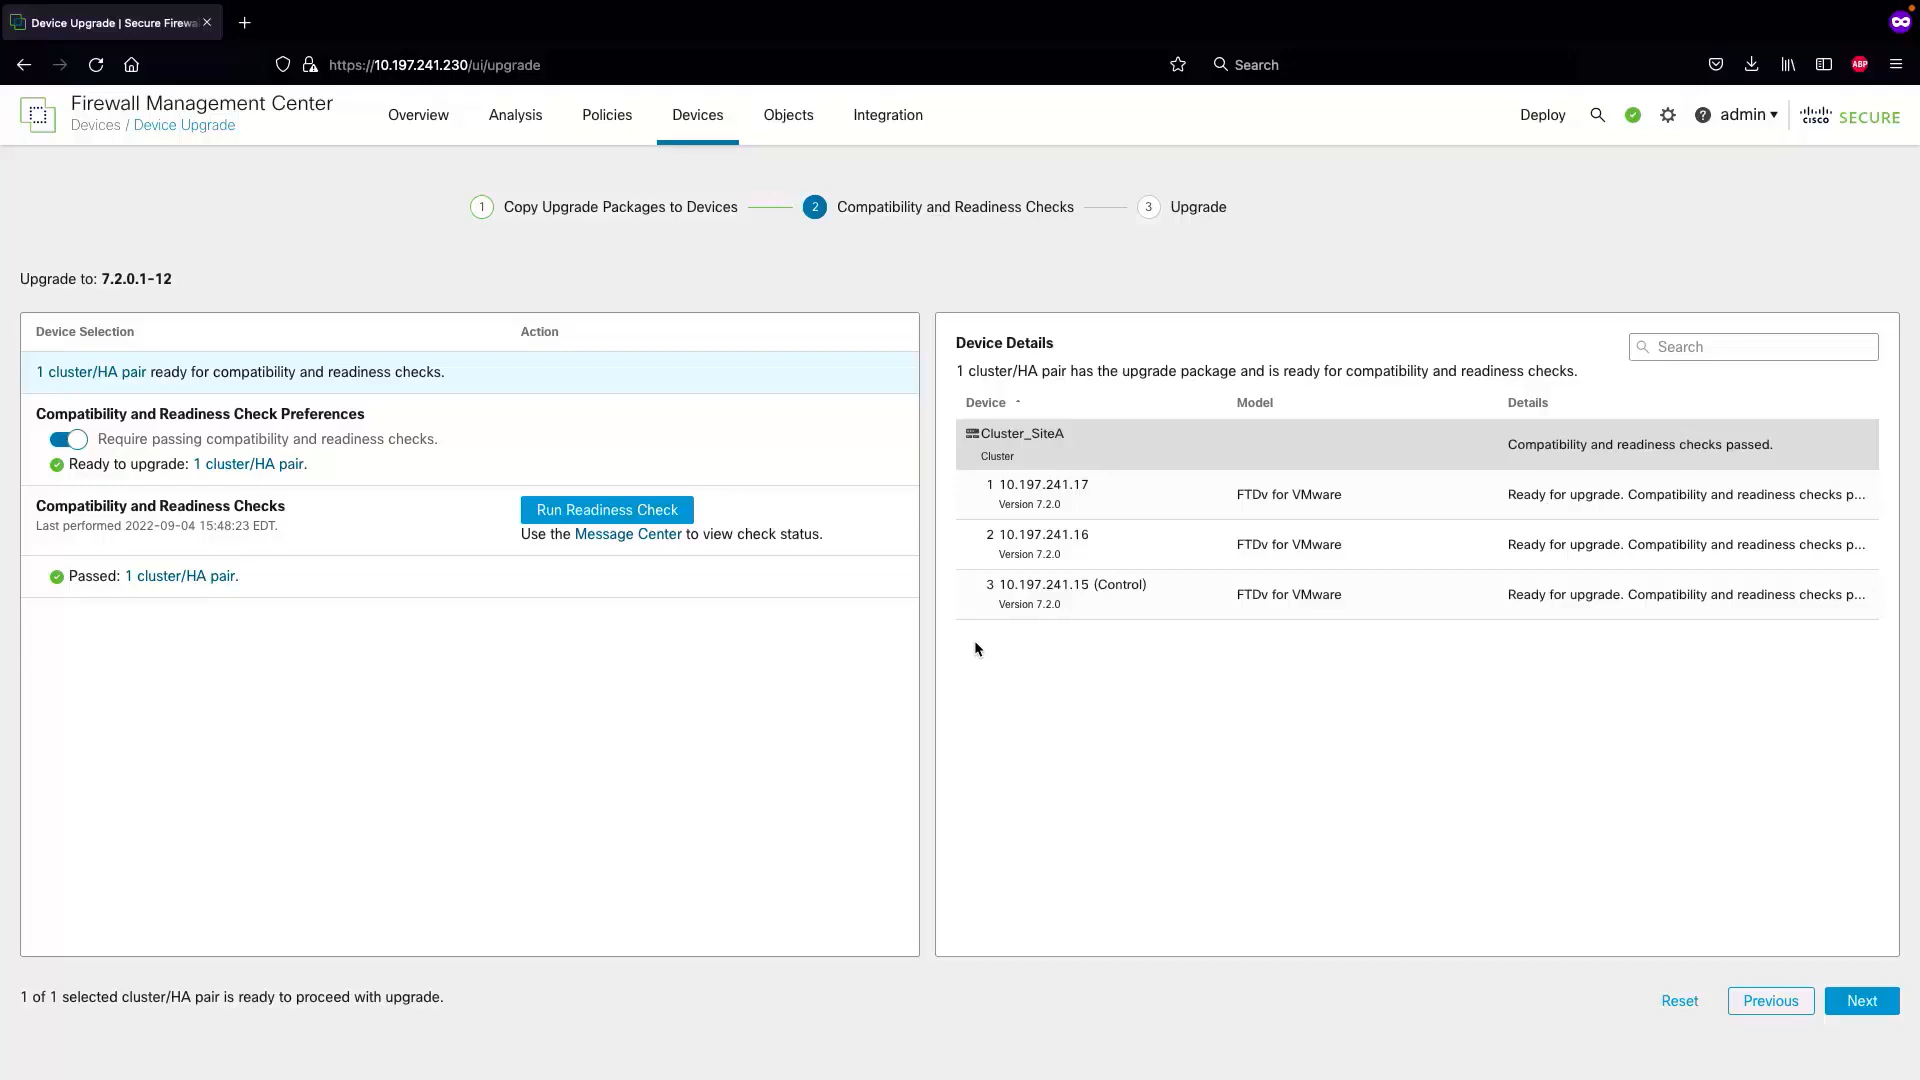 Device Upgrade | Secure Firewa
https://10.197.241.230/ui/upgrade
Search
ABP
Firewall Management Center
Devices / Device Upgrade
Overview
Analysis
Policies
Devices
Objects
Integration
Deploy
admin
cisco SECURE
1 Copy Upgrade Packages to Devices
2 Compatibility and Readiness Checks
3 Upgrade
Upgrade to: 7.2.0.1-12
Device Selection
Action
1 cluster/HA pair ready for compatibility and readiness checks.
Compatibility and Readiness Check Preferences
Require passing compatibility and readiness checks.
Ready to upgrade: 1 cluster/HA pair.
Compatibility and Readiness Checks
Last performed 2022-09-04 15:48:23 EDT.
Run Readiness Check
Use the Message Center to view check status.
Passed: 1 cluster/HA pair.
Device Details
Search
1 cluster/HA pair has the upgrade package and is ready for compatibility and readiness checks.
Device
Model
Details
Cluster_SiteA
Cluster
Compatibility and readiness checks passed.
1 10.197.241.17
Version 7.2.0
FTDv for VMware
Ready for upgrade. Compatibility and readiness checks p...
2 10.197.241.16
Version 7.2.0
FTDv for VMware
Ready for upgrade. Compatibility and readiness checks p...
3 10.197.241.15 (Control)
Version 7.2.0
FTDv for VMware
Ready for upgrade. Compatibility and readiness checks p...
1 of 1 selected cluster/HA pair is ready to proceed with upgrade.
Reset
Previous
Next